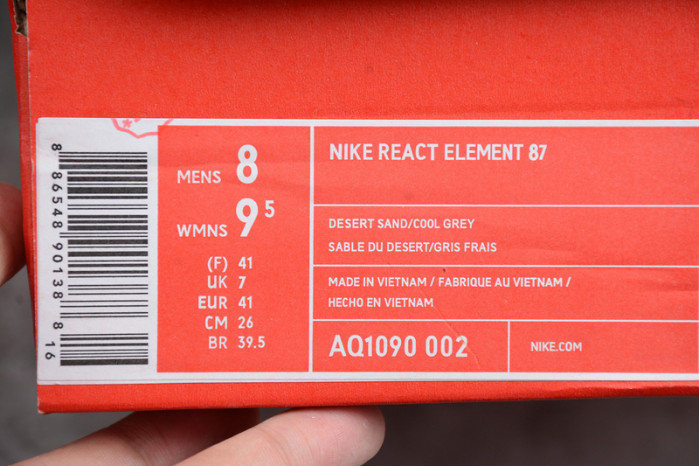 8 86548 90138 8 16
MENS 8
WMNS 9 5
(F) 41
UK 7
EUR 41
CM 26
BR 39.5
NIKE REACT ELEMENT 87
DESERT SAND/COOL GREY
SABLE DU DESERT/GRIS FRAIS
MADE IN VIETNAM / FABRIQUE AU VIETNAM /
HECHO EN VIETNAM
AQ1090 002
NIKE.COM